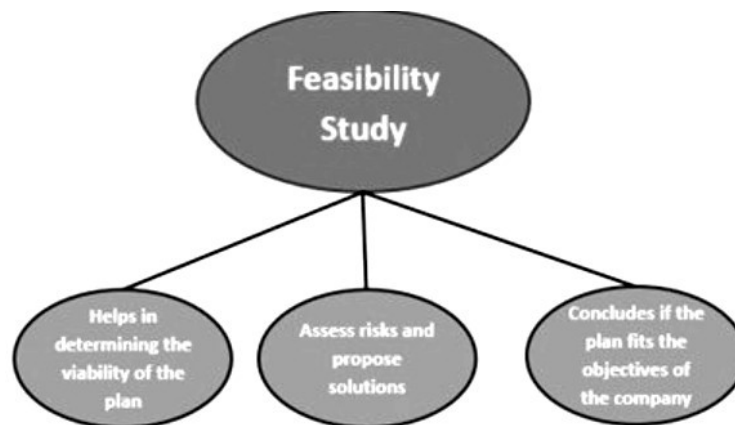 Feasibility
Study
Helps in
determining the
viability of the
plan
Assess risks and
propose
solutions
Concludes if the
plan fits the
objectives of
the company